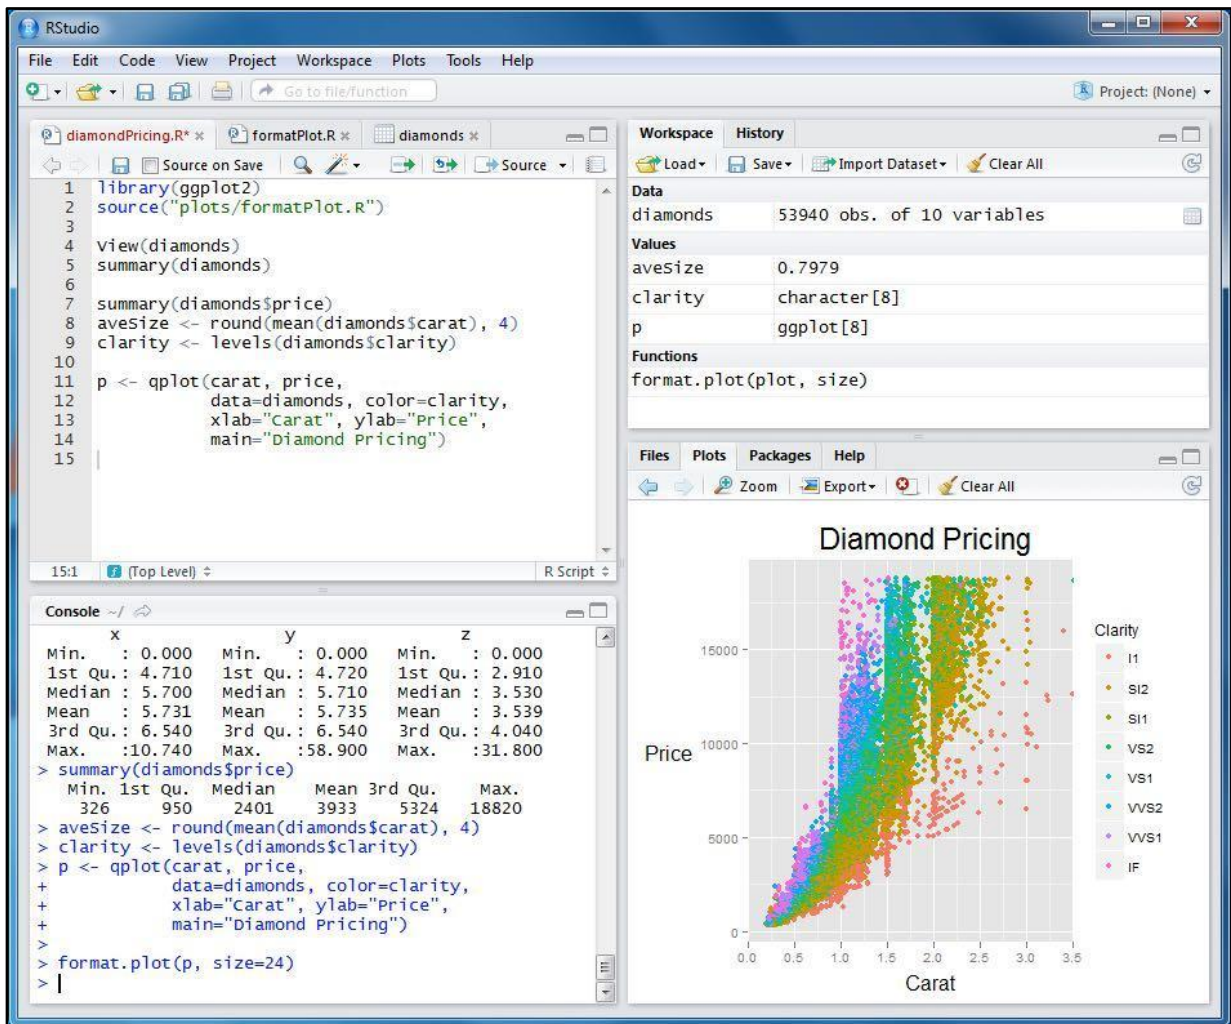 RStudio
File Edit Code View Project Workspace Plots Tools Help
Go to file/function
Project: (None)
diamondPricing.R* × formatPlot.R × diamonds ×
Source on Save Source
1 library(ggplot2)
2 source("plots/formatPlot.R")
3
4 View(diamonds)
5 summary(diamonds)
6
7 summary(diamonds$price)
8 aveSize <- round(mean(diamonds$carat), 4)
9 clarity <- levels(diamonds$clarity)
10
11 p <- qplot(carat, price,
12 data=diamonds, color=clarity,
13 xlab="Carat", ylab="Price",
14 main="Diamond Pricing")
15
15:1 (Top Level) R Script
Console ~/
x y z
Min. : 0.000 Min. : 0.000 Min. : 0.000
1st Qu.: 4.710 1st Qu.: 4.720 1st Qu.: 2.910
Median : 5.700 Median : 5.710 Median : 3.530
Mean : 5.731 Mean : 5.735 Mean : 3.539
3rd Qu.: 6.540 3rd Qu.: 6.540 3rd Qu.: 4.040
Max. :10.740 Max. :58.900 Max. :31.800
> summary(diamonds$price)
Min. 1st Qu. Median Mean 3rd Qu. Max.
326 950 2401 3933 5324 18820
> aveSize <- round(mean(diamonds$carat), 4)
> clarity <- levels(diamonds$clarity)
> p <- qplot(carat, price,
+ data=diamonds, color=clarity,
+ xlab="Carat", ylab="Price",
+ main="Diamond Pricing")
>
> format.plot(p, size=24)
>
Workspace History
Load Save Import Dataset Clear All
Data
diamonds 53940 obs. of 10 variables
Values
aveSize 0.7979
clarity character[8]
p ggplot[8]
Functions
format.plot(plot, size)
Files Plots Packages Help
Zoom Export Clear All
Diamond Pricing
Price
15000
10000
5000
0
0.0 0.5 1.0 1.5 2.0 2.5 3.0 3.5
Carat
Clarity
I1
SI2
SI1
VS2
VS1
VVS2
VVS1
IF